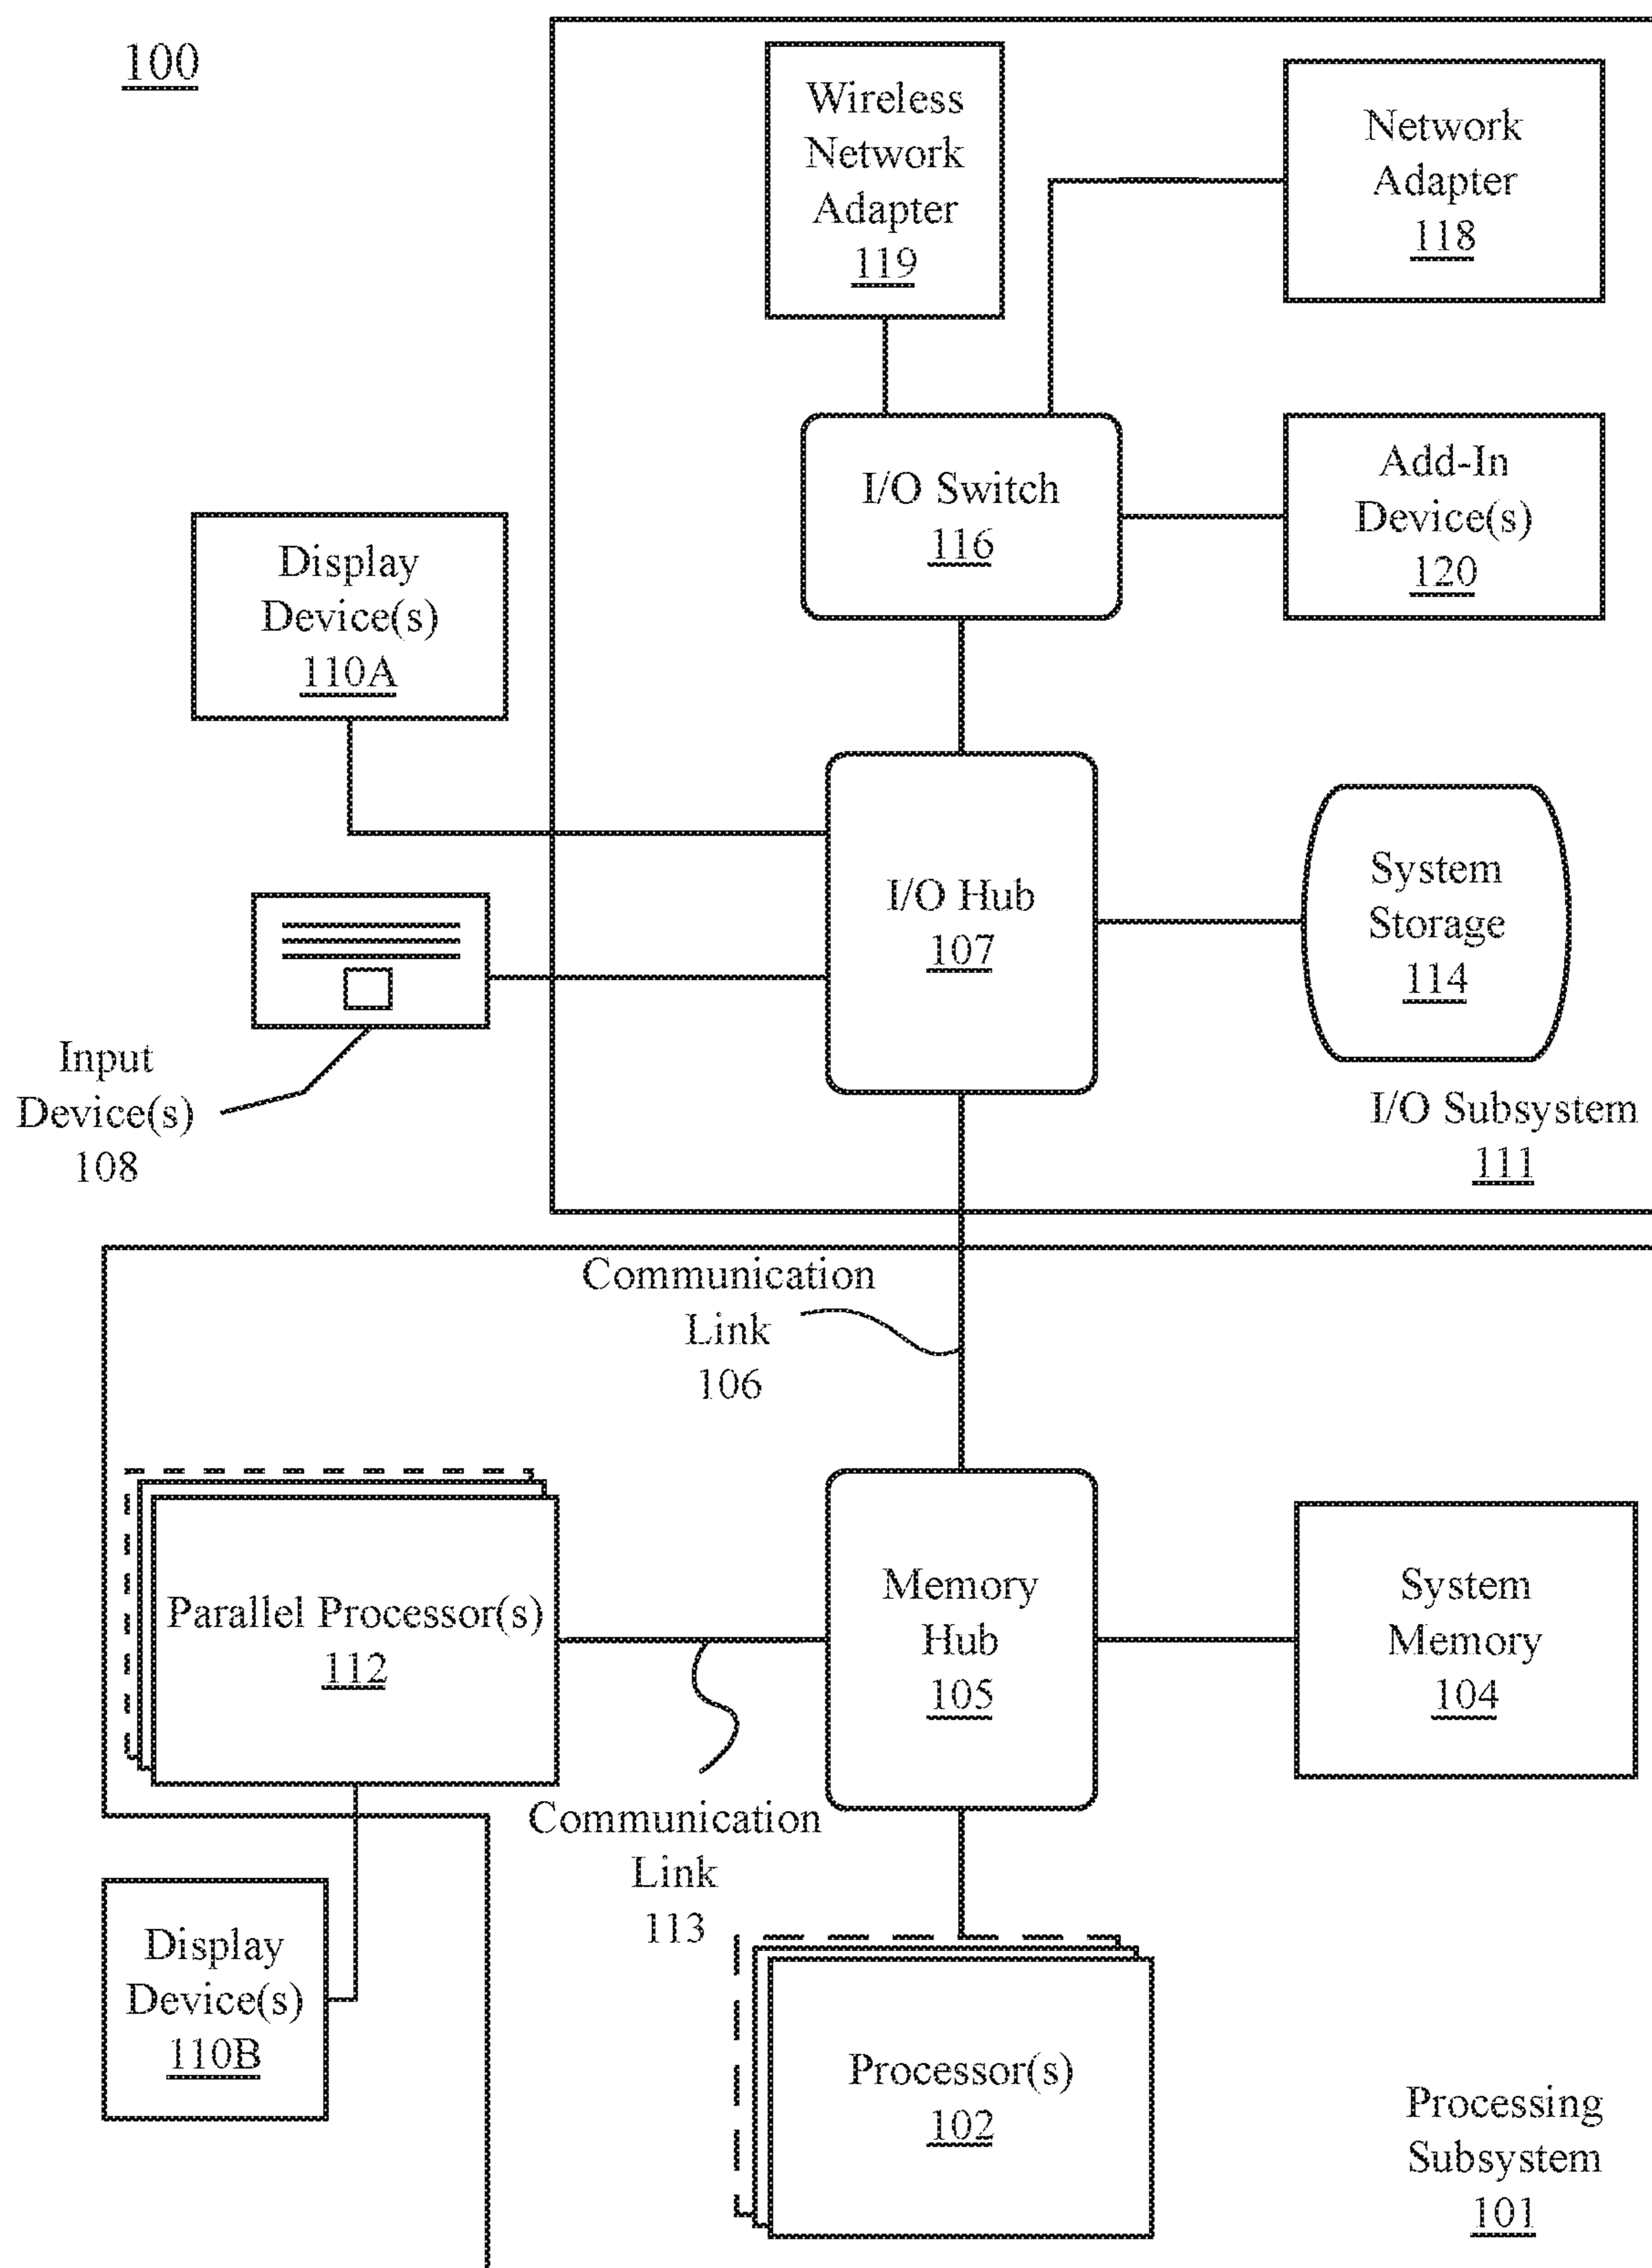 100
Wireless
Network
Adapter
119
Network
Adapter
118
I/O Switch
116
Add-In
Device(s)
120
Display
Device(s)
110A
I/O Hub
107
System
Storage
114
Input
Device(s)
108
I/O Subsystem
111
Communication
Link
106
Parallel Processor(s)
112
Memory
Hub
105
System
Memory
104
Communication
Link
113
Display
Device(s)
110B
Processor(s)
102
Processing
Subsystem
101